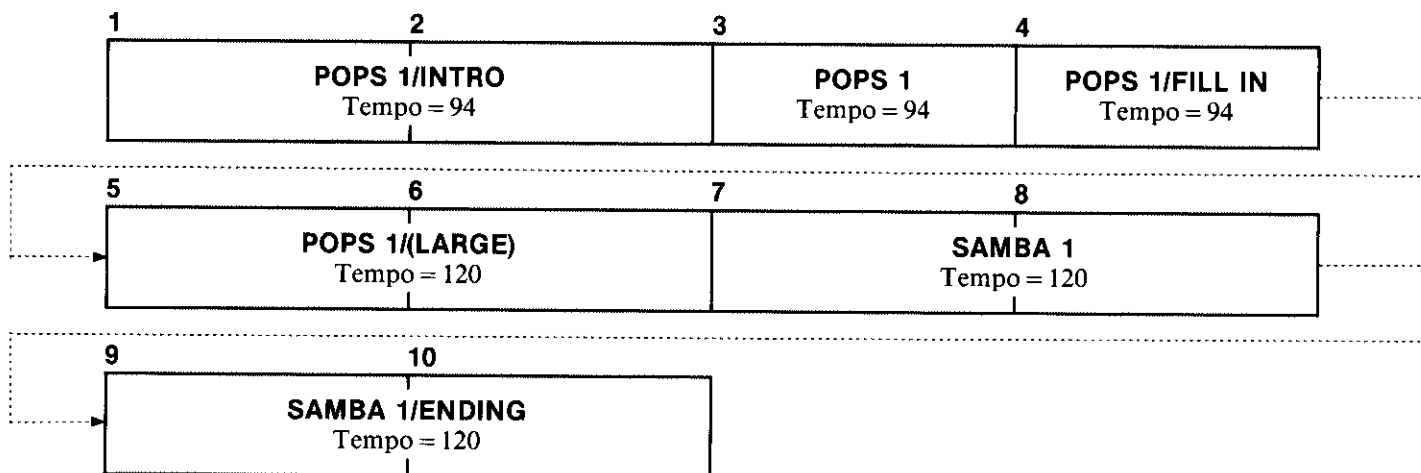 1 2 3 4
POPS 1/INTRO POPS 1 POPS 1/FILL IN
Tempo = 94 Tempo = 94 Tempo = 94
5 6 7 8
POPS 1/(LARGE) SAMBA 1
Tempo = 120 Tempo = 120
9 10
SAMBA 1/ENDING
Tempo = 120